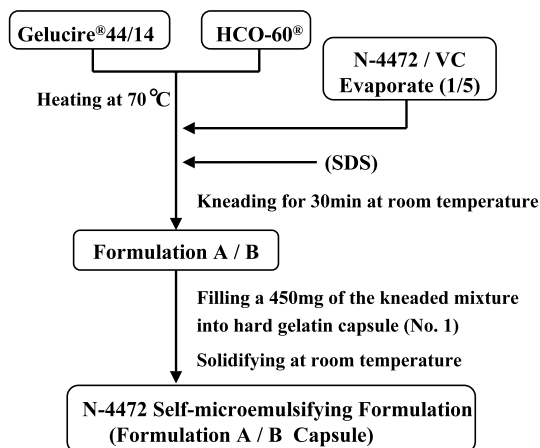 Gelucire®44/14
HCO-60®
N-4472 / VC
Evaporate (1/5)
Heating at 70℃
(SDS)
Kneading for 30min at room temperature
Formulation A / B
Filling a 450mg of the kneaded mixture
into hard gelatin capsule (No. 1)
Solidifying at room temperature
N-4472 Self-microemulsifying Formulation
(Formulation A / B Capsule)